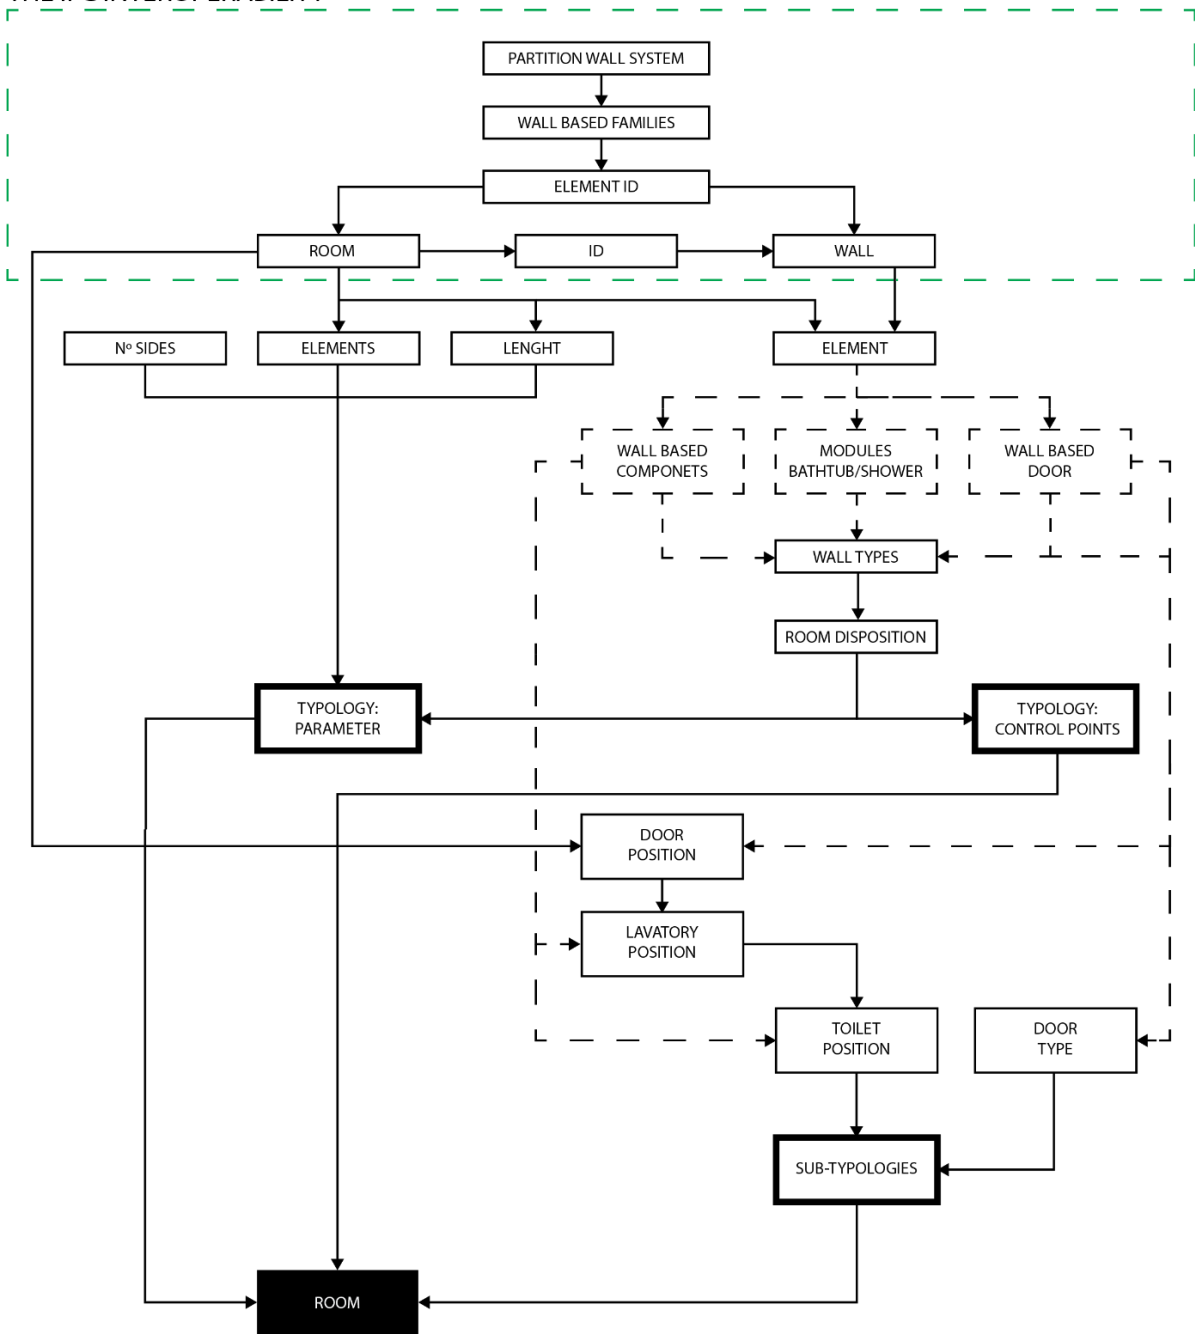 PARTITION WALL SYSTEM
WALL BASED FAMILIES
ELEMENT ID
ROOM
ID
WALL
Nº SIDES
ELEMENTS
LENGHT
ELEMENT
WALL BASED
COMPONETS
MODULES
BATHTUB/SHOWER
WALL BASED
DOOR
WALL TYPES
ROOM DISPOSITION
TYPOLOGY:
PARAMETER
TYPOLOGY:
CONTROL POINTS
DOOR
POSITION
LAVATORY
POSITION
TOILET
POSITION
DOOR
TYPE
SUB-TYPOLOGIES
ROOM